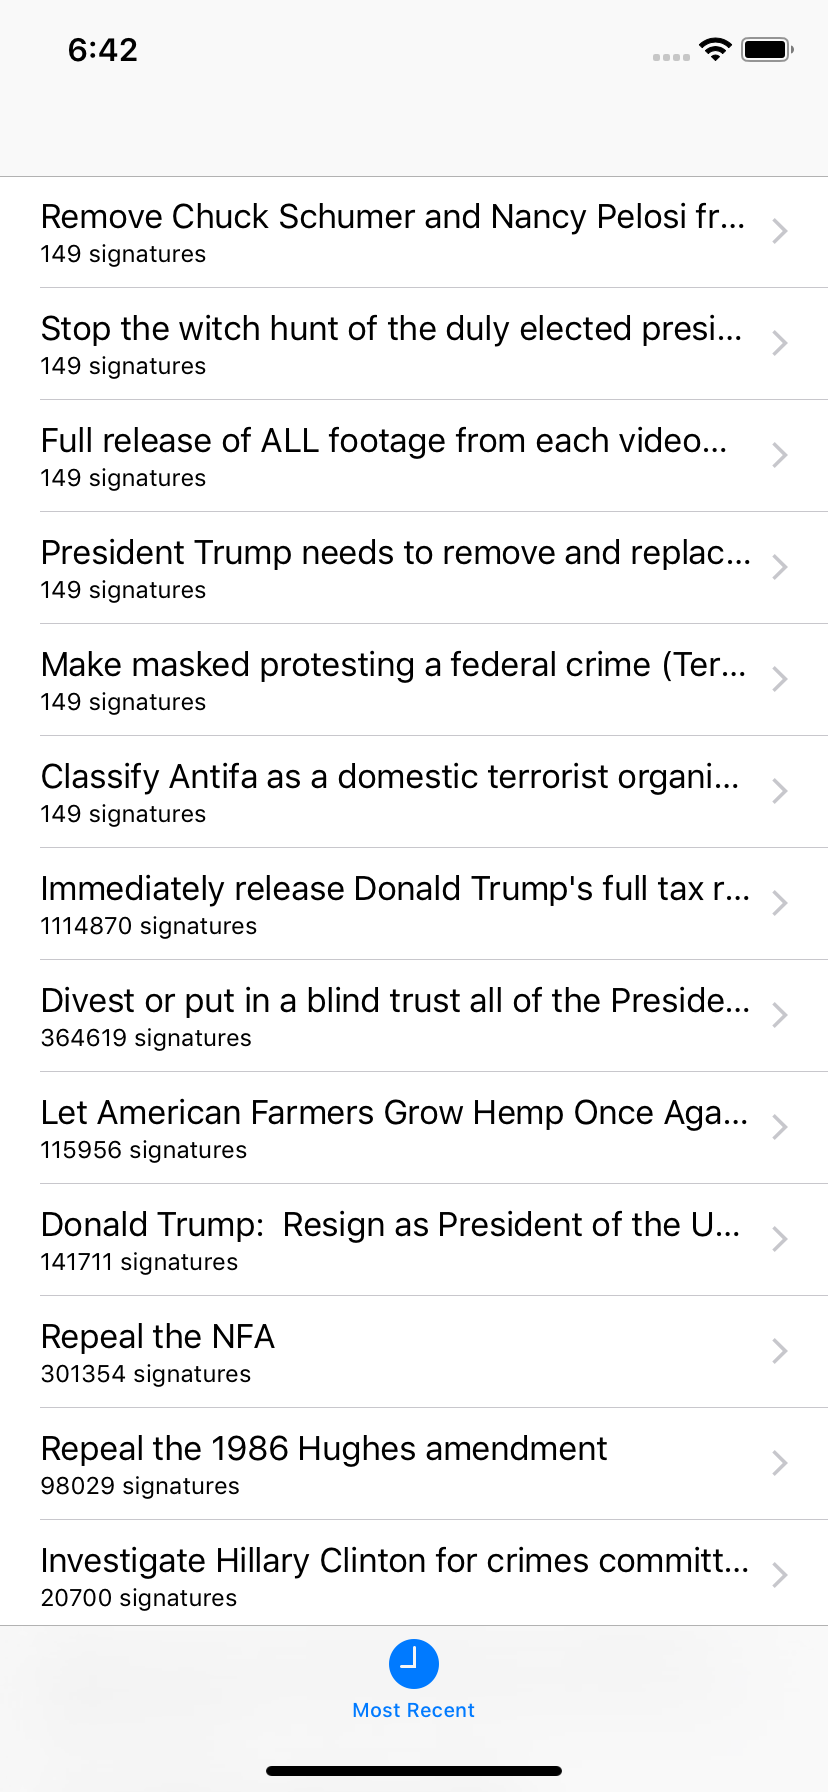 6:42
Remove Chuck Schumer and Nancy Pelosi fr...
149 signatures
Stop the witch hunt of the duly elected presi...
149 signatures
Full release of ALL footage from each video...
149 signatures
President Trump needs to remove and replac...
149 signatures
Make masked protesting a federal crime (Ter...
149 signatures
Classify Antifa as a domestic terrorist organi...
149 signatures
Immediately release Donald Trump's full tax r...
1114870 signatures
Divest or put in a blind trust all of the Preside...
364619 signatures
Let American Farmers Grow Hemp Once Aga...
115956 signatures
Donald Trump:  Resign as President of the U...
141711 signatures
Repeal the NFA
301354 signatures
Repeal the 1986 Hughes amendment
98029 signatures
Investigate Hillary Clinton for crimes committ...
20700 signatures
Most Recent